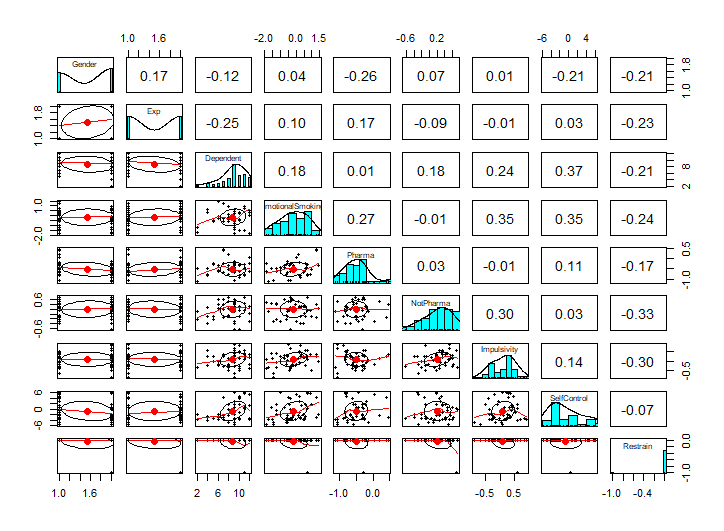 1.0 1.6 -2.0 0.0 1.5 -0.6 0.2 -6 0 4
Gender 0.17 -0.12 0.04 -0.26 0.07 0.01 -0.21 -0.21 1.0 1.8
1.0 1.8 Exp -0.25 0.10 0.17 -0.09 -0.01 0.03 -0.23
Dependent 0.18 0.01 0.18 0.24 0.37 -0.21 2 8
-2.0 1.0 motionalSmoking 0.27 -0.01 0.35 0.35 -0.24
Pharma 0.03 -0.01 0.11 -0.17 -1.0 0.5
-0.6 0.6 NotPharma 0.30 0.03 -0.33
Impulsivity 0.14 -0.30 -0.5
-6 0 6 SelfControl -0.07
Restrain -1.0 0.0
1.0 1.6 2 6 10 -1.0 0.0 -0.5 0.5 -1.0 -0.4